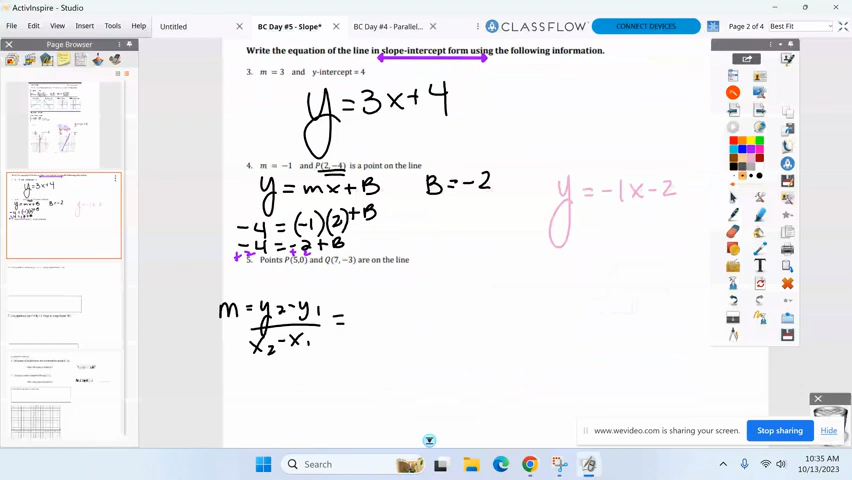 ActivInspire - Studio
File Edit View Insert Tools Help
Untitled
BC Day #5 - Slope*
BC Day #4 - Parallel...
CLASSFLOW
CONNECT DEVICES
Page 2 of 4
Best Fit
Page Browser
Write the equation of the line in slope-intercept form using the following information.
3. m = 3 and y-intercept = 4
y = 3x + 4
4. m = −1 and P(2, −4) is a point on the line
y = mx + B
B = -2
y = -1x - 2
-4 = (-1)(2) + B
-4 = -2 + B
+2 +2
5. Points P(5,0) and Q(7, −3) are on the line
m = y2 - y1 =
x2 - x1
www.wevideo.com is sharing your screen.
Stop sharing
Hide
Search
10:35 AM
10/13/2023